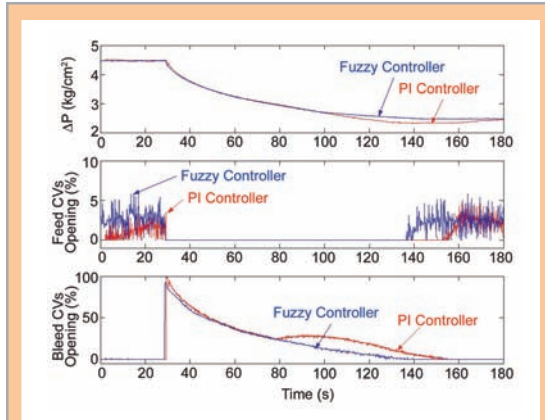 5
4
3
2
ΔP (kg/cm²)
Fuzzy Controller
PI Controller
0 20 40 60 80 100 120 140 160 180
10
5
0
Feed CVs
Opening (%)
Fuzzy Controller
PI Controller
0 20 40 60 80 100 120 140 160 180
100
50
0
Bleed CVs
Opening (%)
Fuzzy Controller
PI Controller
0 20 40 60 80 100 120 140 160 180
Time (s)